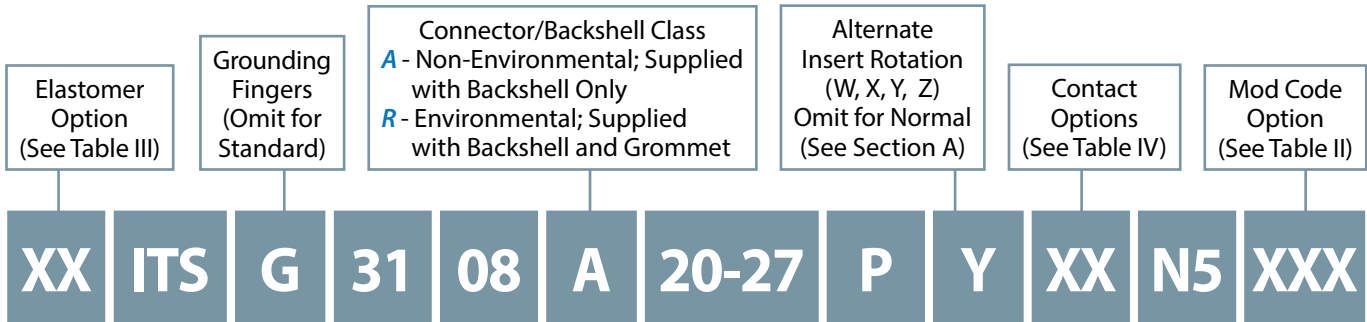 Elastomer
Option
(See Table III)
Grounding
Fingers
(Omit for
Standard)
Connector/Backshell Class
A - Non-Environmental; Supplied
with Backshell Only
R - Environmental; Supplied
with Backshell and Grommet
Alternate
Insert Rotation
(W, X, Y, Z)
Omit for Normal
(See Section A)
Contact
Options
(See Table IV)
Mod Code
Option
(See Table II)
XX ITS G 31 08 A 20-27 P Y XX N5 XXX